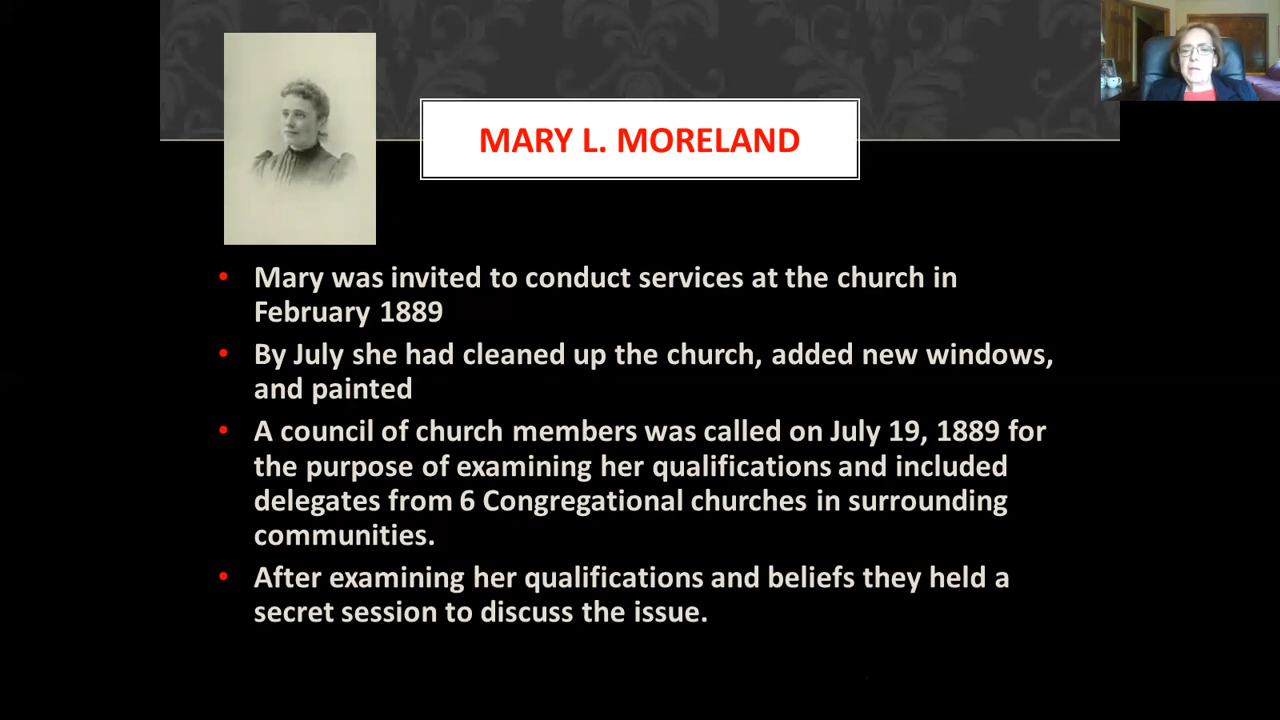 MARY L. MORELAND
• Mary was invited to conduct services at the church in
February 1889
• By July she had cleaned up the church, added new windows,
and painted
• A council of church members was called on July 19, 1889 for
the purpose of examining her qualifications and included
delegates from 6 Congregational churches in surrounding
communities.
• After examining her qualifications and beliefs they held a
secret session to discuss the issue.